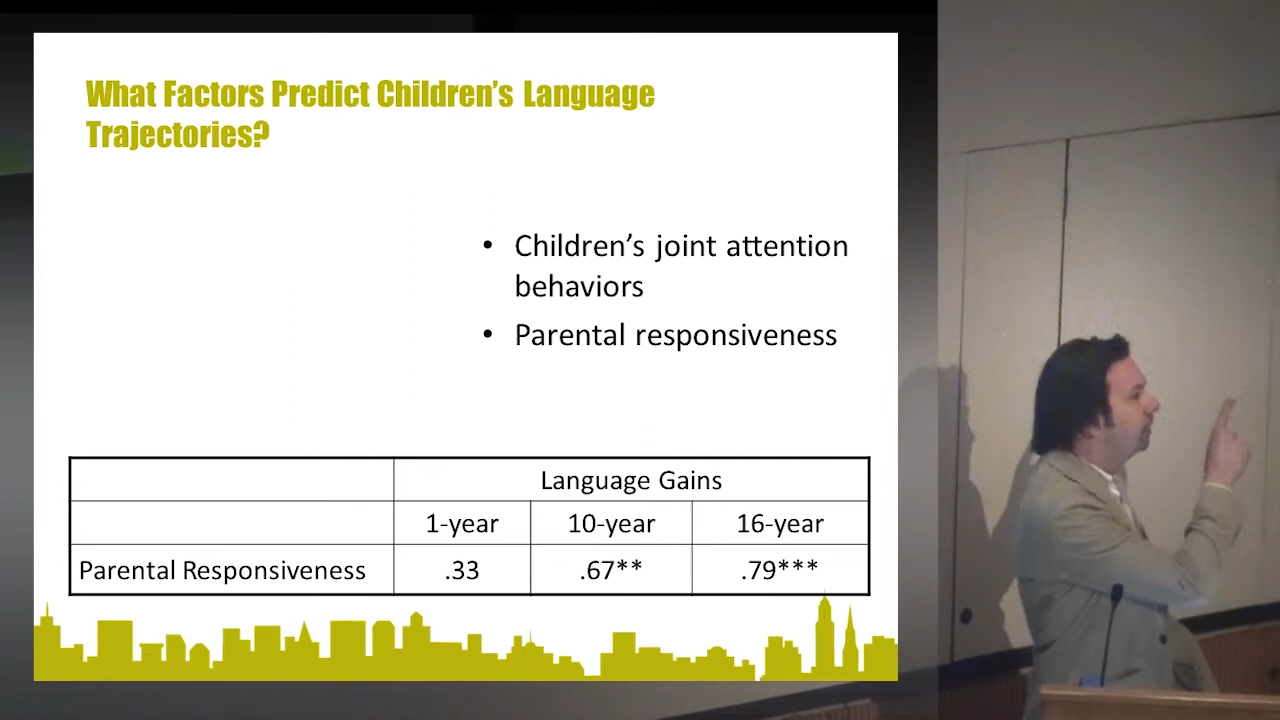 What Factors Predict Children's Language
Trajectories?
• Children's joint attention
behaviors
• Parental responsiveness
Language Gains
1-year 10-year 16-year
Parental Responsiveness .33 .67** .79***